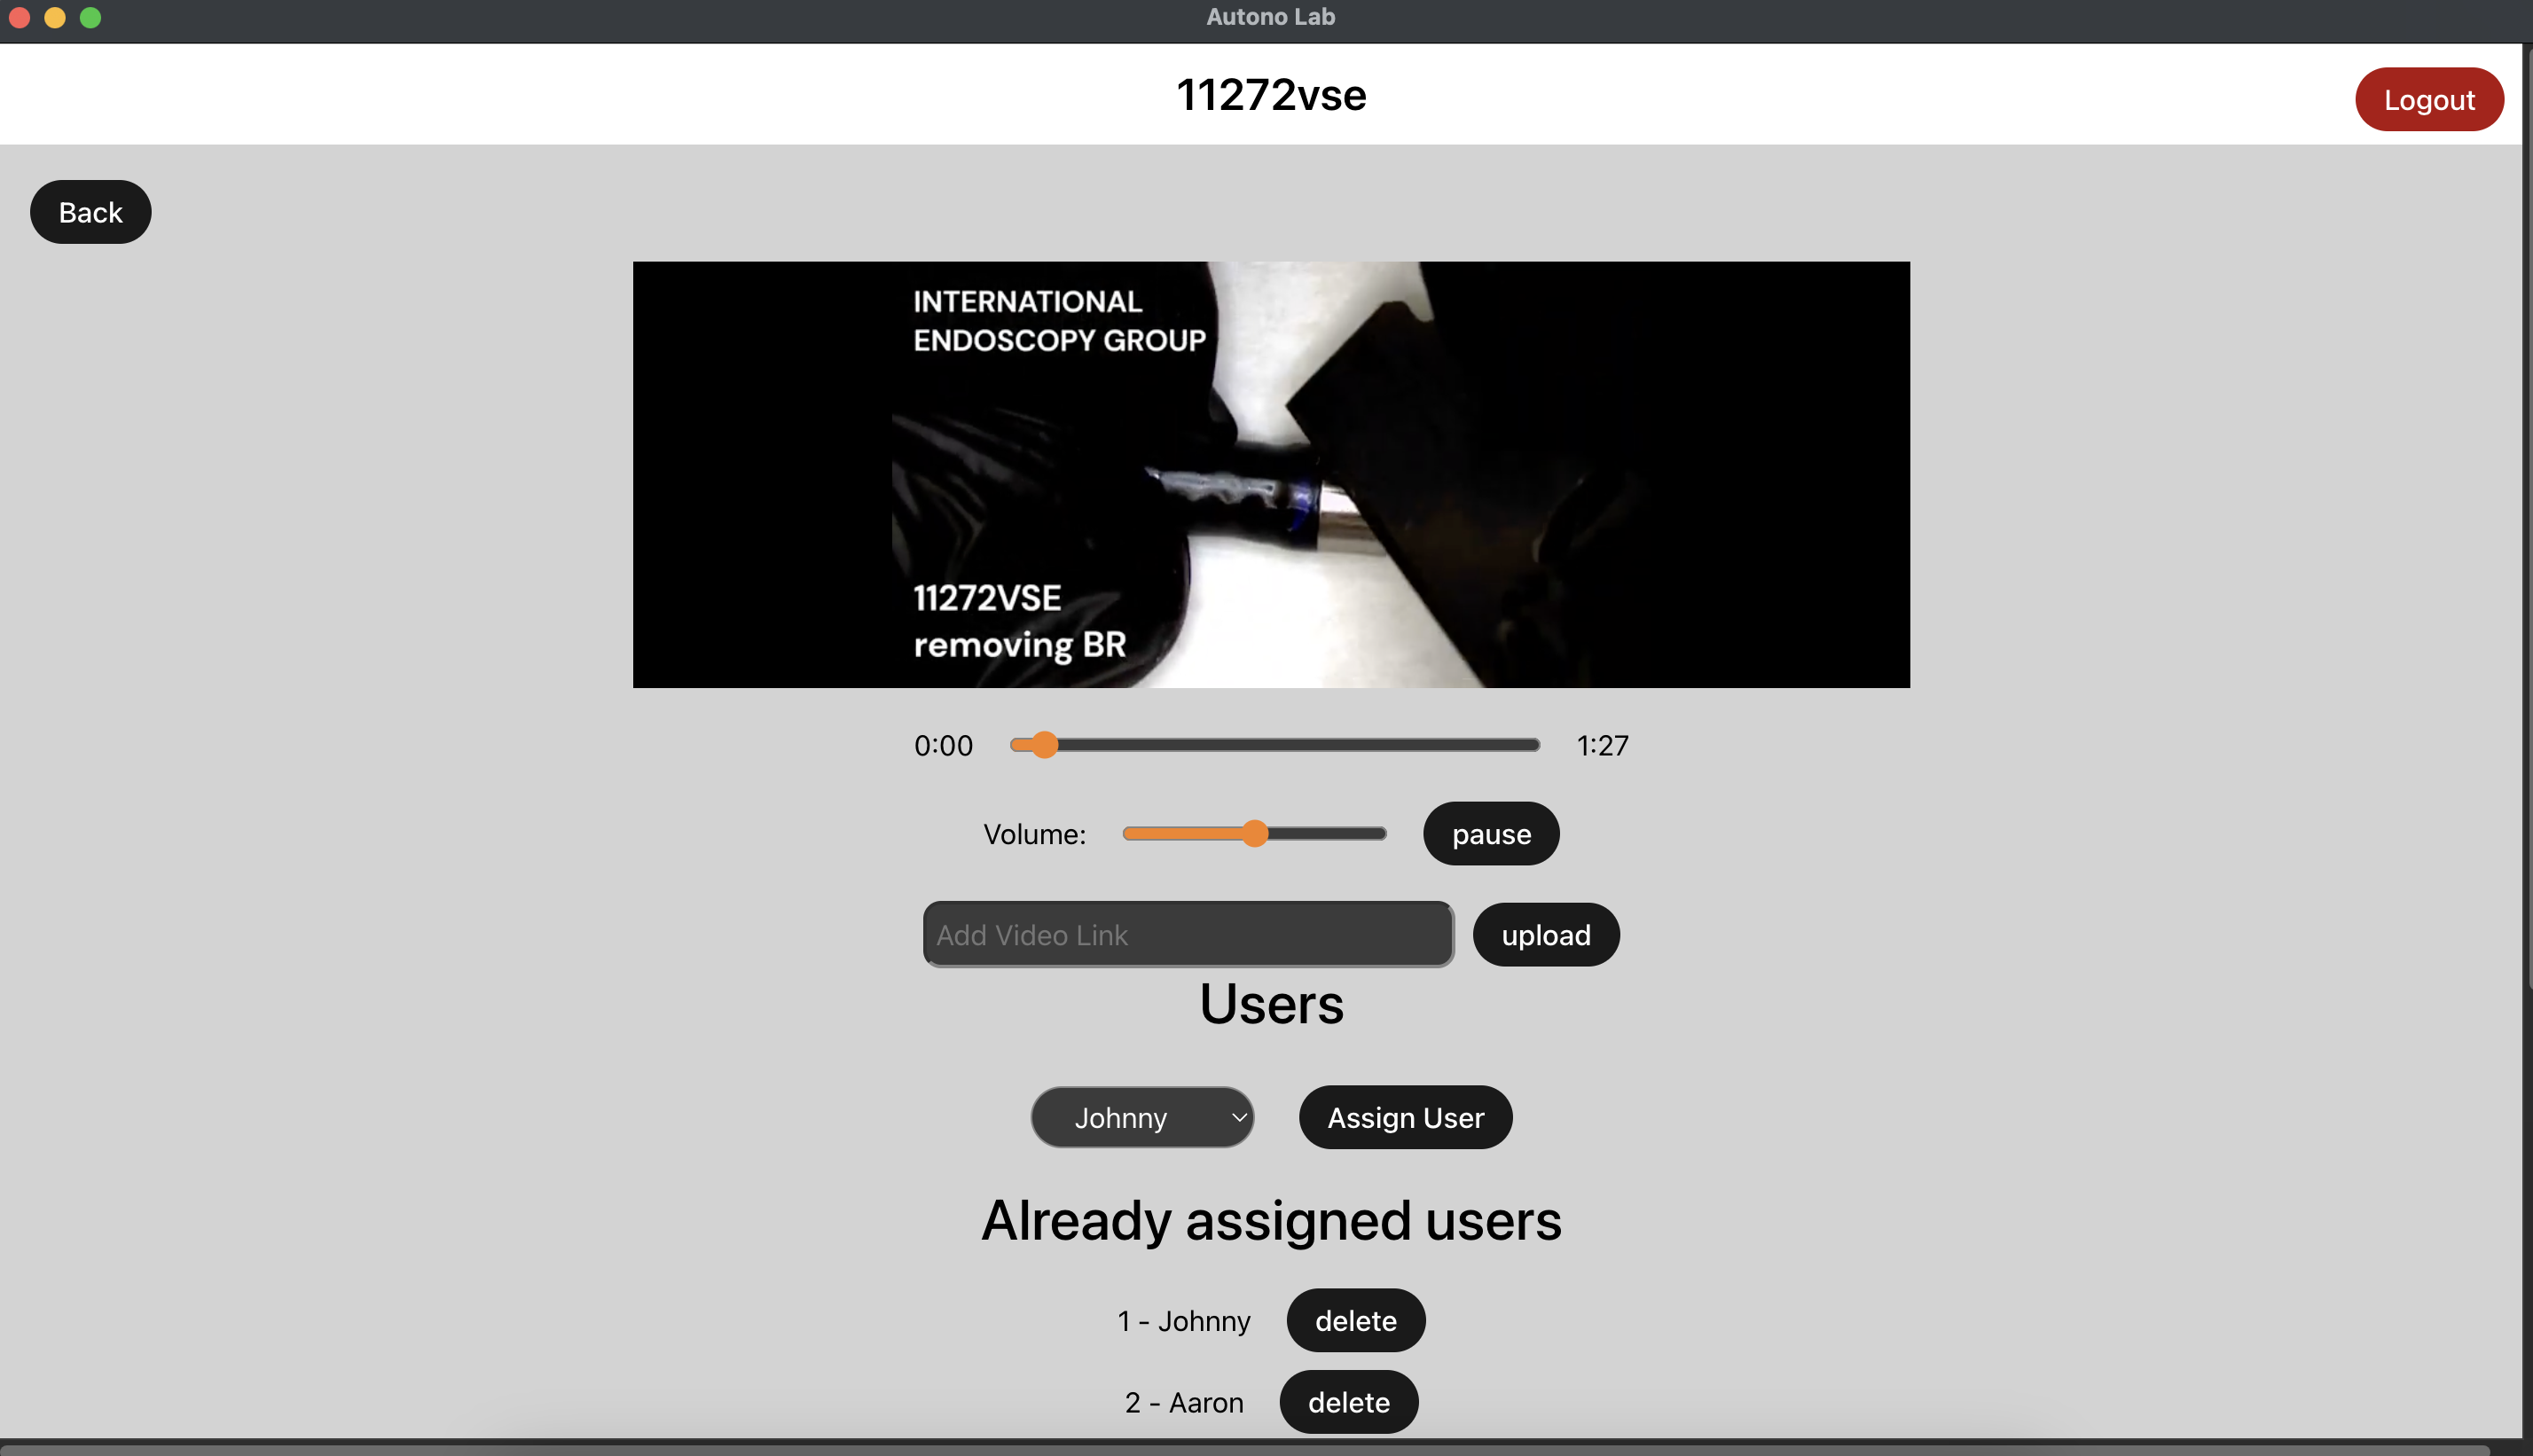 Autono Lab
11272vse
Logout
Back
INTERNATIONAL
ENDOSCOPY GROUP
11272VSE
removing BR
0:00
1:27
Volume:
pause
Add Video Link
upload
Users
Johnny
Assign User
Already assigned users
1 - Johnny
delete
2 - Aaron
delete